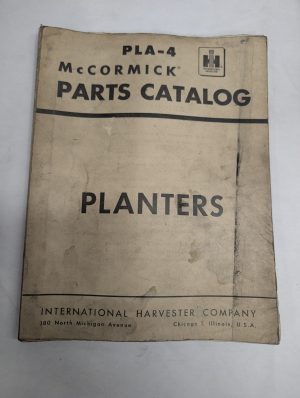 PLA-4
McCORMICK®
PARTS CATALOG
PLANTERS
INTERNATIONAL HARVESTER COMPANY
180 North Michigan Avenue Chicago 1, Illinois, U.S.A.